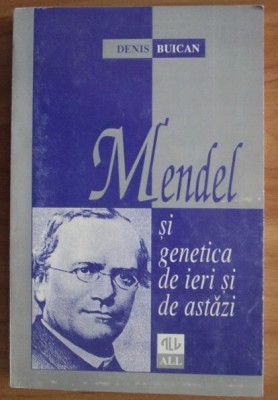 DENIS BUICAN
Mendel
și
genetica
de ieri și
de astăzi
ALL
ALL